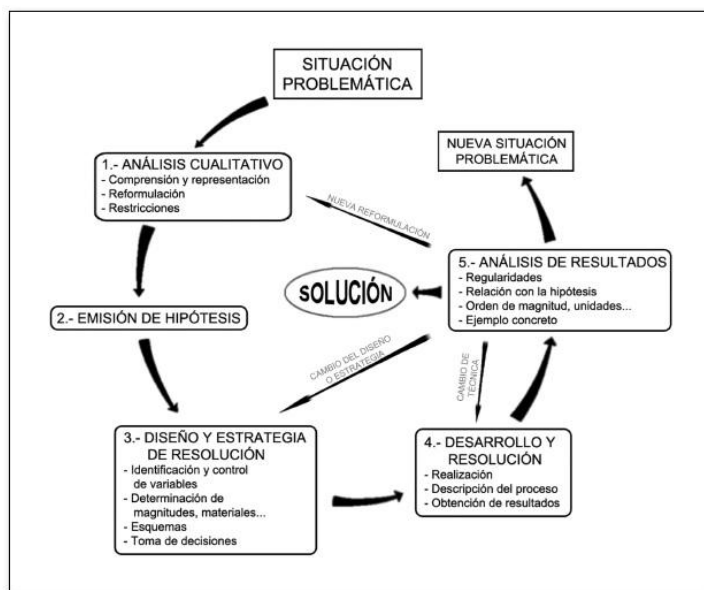 SITUACIÓN
PROBLEMÁTICA
1.- ANÁLISIS CUALITATIVO
- Comprensión y representación
- Reformulación
- Restricciones
2.- EMISIÓN DE HIPÓTESIS
3.- DISEÑO Y ESTRATEGIA
DE RESOLUCIÓN
- Identificación y control
de variables
- Determinación de
magnitudes, materiales...
- Esquemas
- Toma de decisiones
4.- DESARROLLO Y
RESOLUCIÓN
- Realización
- Descripción del proceso
- Obtención de resultados
5.- ANÁLISIS DE RESULTADOS
- Regularidades
- Relación con la hipótesis
- Orden de magnitud, unidades...
- Ejemplo concreto
NUEVA SITUACIÓN
PROBLEMÁTICA
NUEVA REFORMULACIÓN
SOLUCIÓN
CAMBIO DEL DISEÑO
O ESTRATEGIA
CAMBIO DE
TÉCNICA